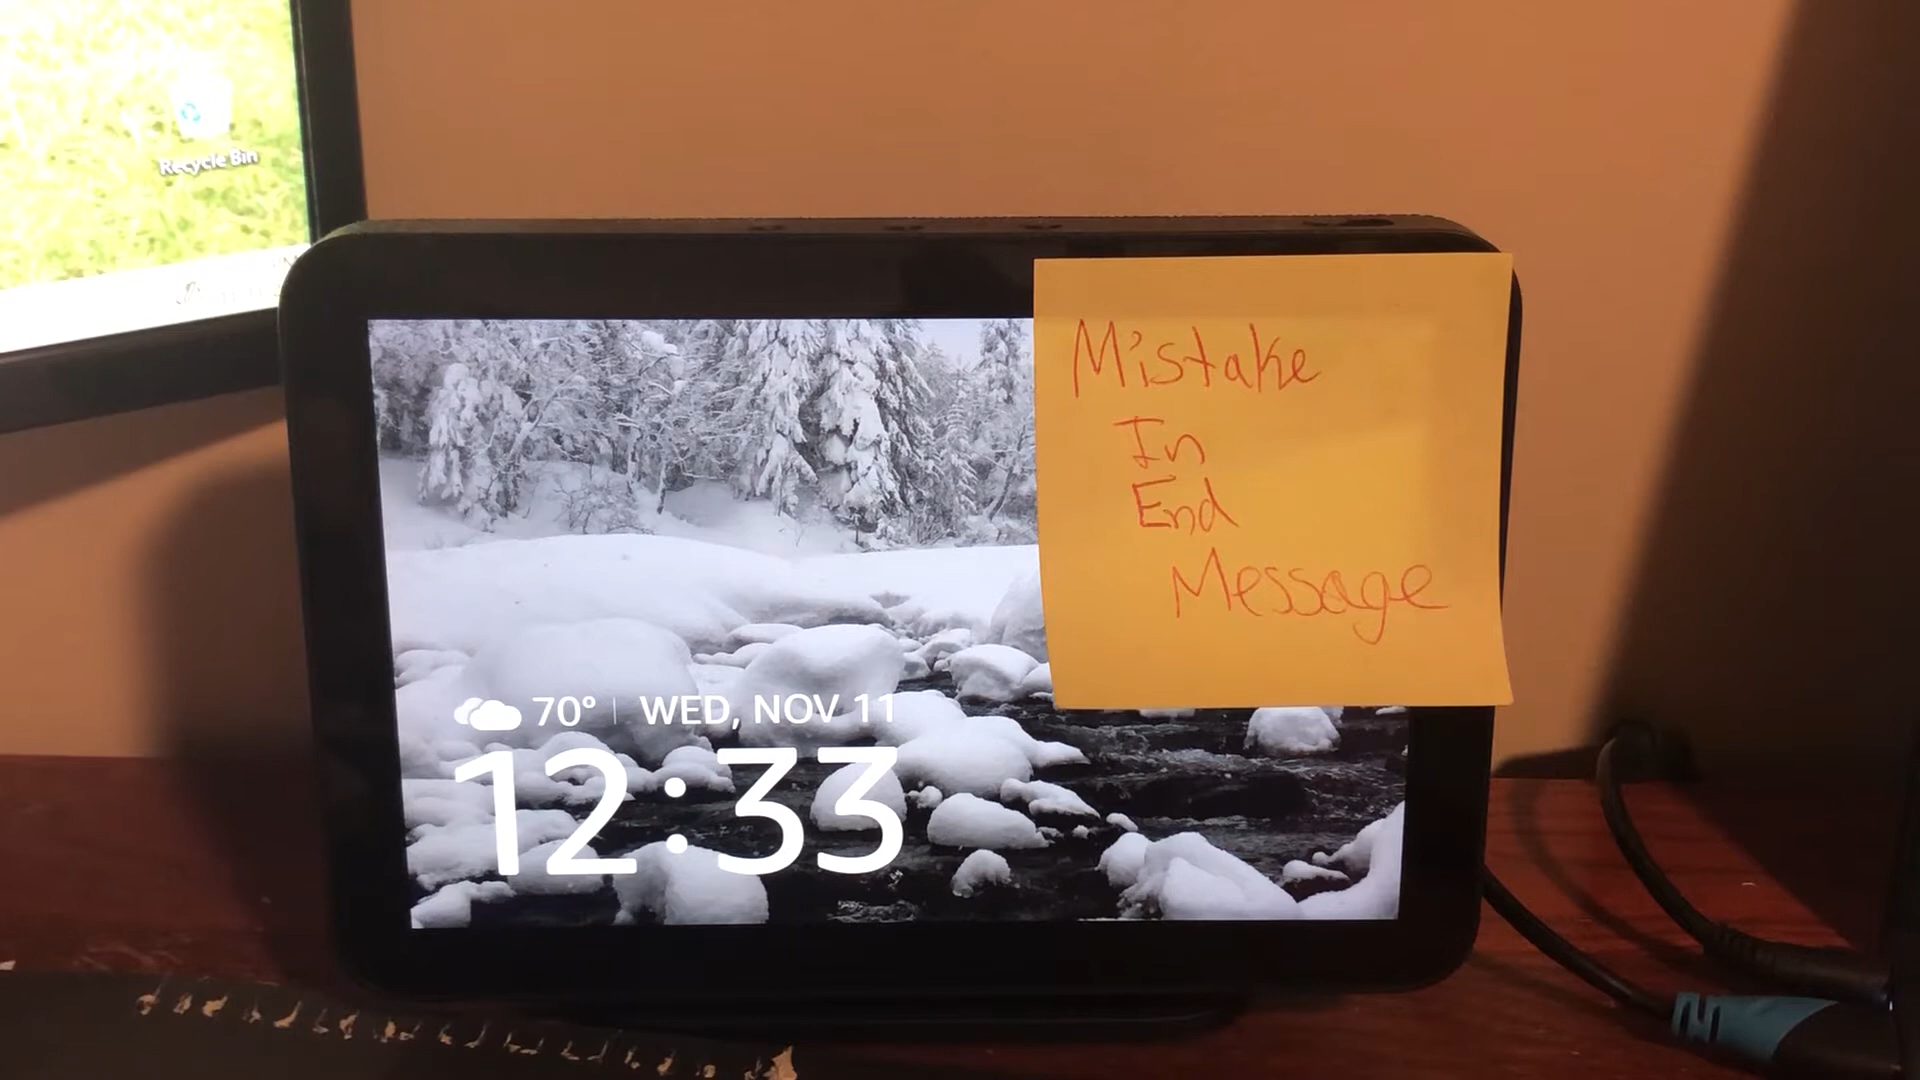 Recycle Bin
Mistake
In
End
Message
70° | WED, NOV 11
12:33